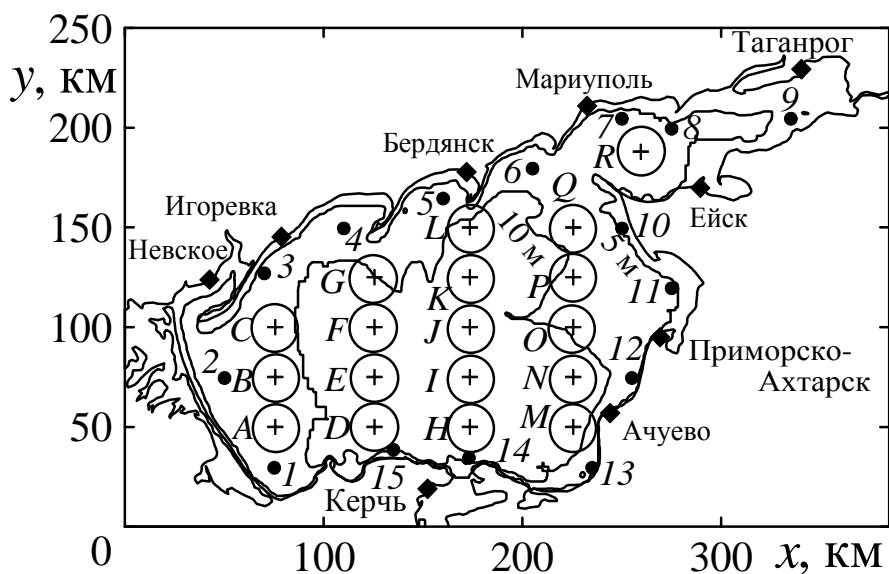 250
y, км
200
150
100
50
0
100
200
300
x, км
Таганрог
Мариуполь
9
7
8
R
Бердянск
6
Q
Ейск
5
Игоревка
L
10 м
5 м
10
4
Невское
3
G
K
P
11
C
F
J
O
12
Приморско-
Ахтарск
2
B
E
I
N
A
D
H
M
Ачуево
1
15
14
13
Керчь